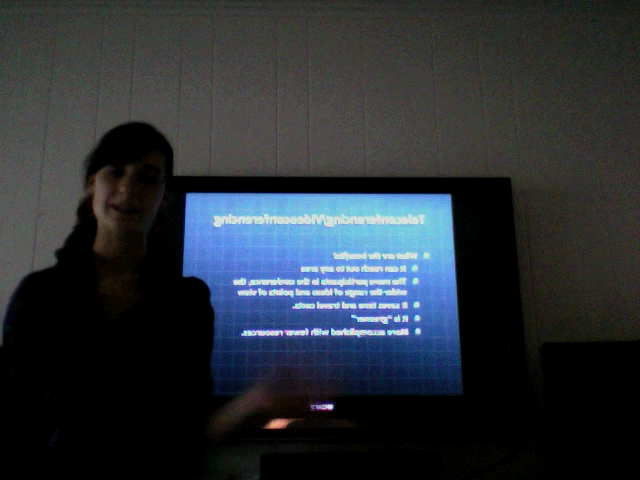 Teleconferencing/Videoconferencing
What are the benefits?
It can reach out to any area
The more participants in the conference, the
wide-the range of ideas and points of view
It saves time and travel costs.
It is "greener"
More accomplished with fewer resources.
SONY